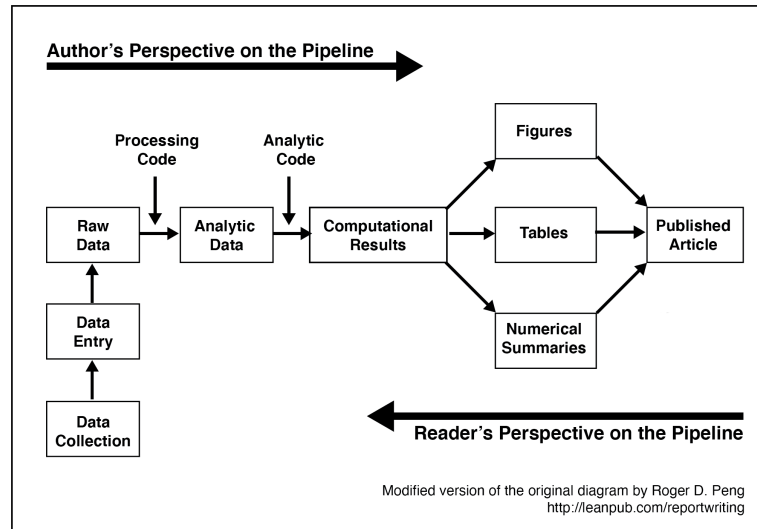 Author's Perspective on the Pipeline
Processing
Code
Analytic
Code
Figures
Raw
Data
Analytic
Data
Computational
Results
Tables
Published
Article
Data
Entry
Numerical
Summaries
Data
Collection
Reader's Perspective on the Pipeline
Modified version of the original diagram by Roger D. Peng
http://leanpub.com/reportwriting